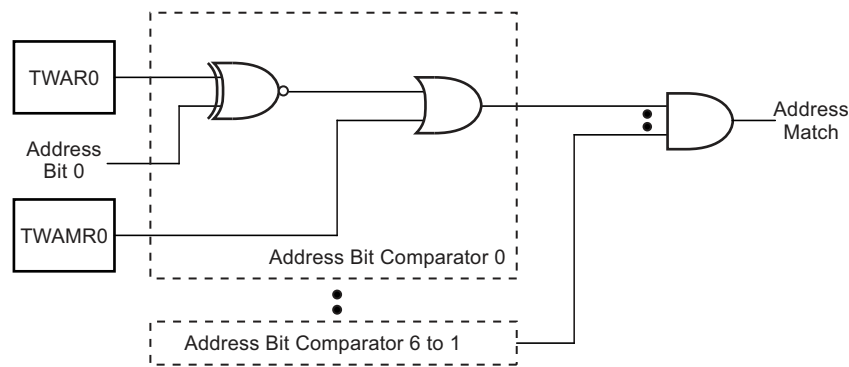 TWAR0
Address
Bit 0
TWAMR0
Address Bit Comparator 0
Address Bit Comparator 6 to 1
Address
Match